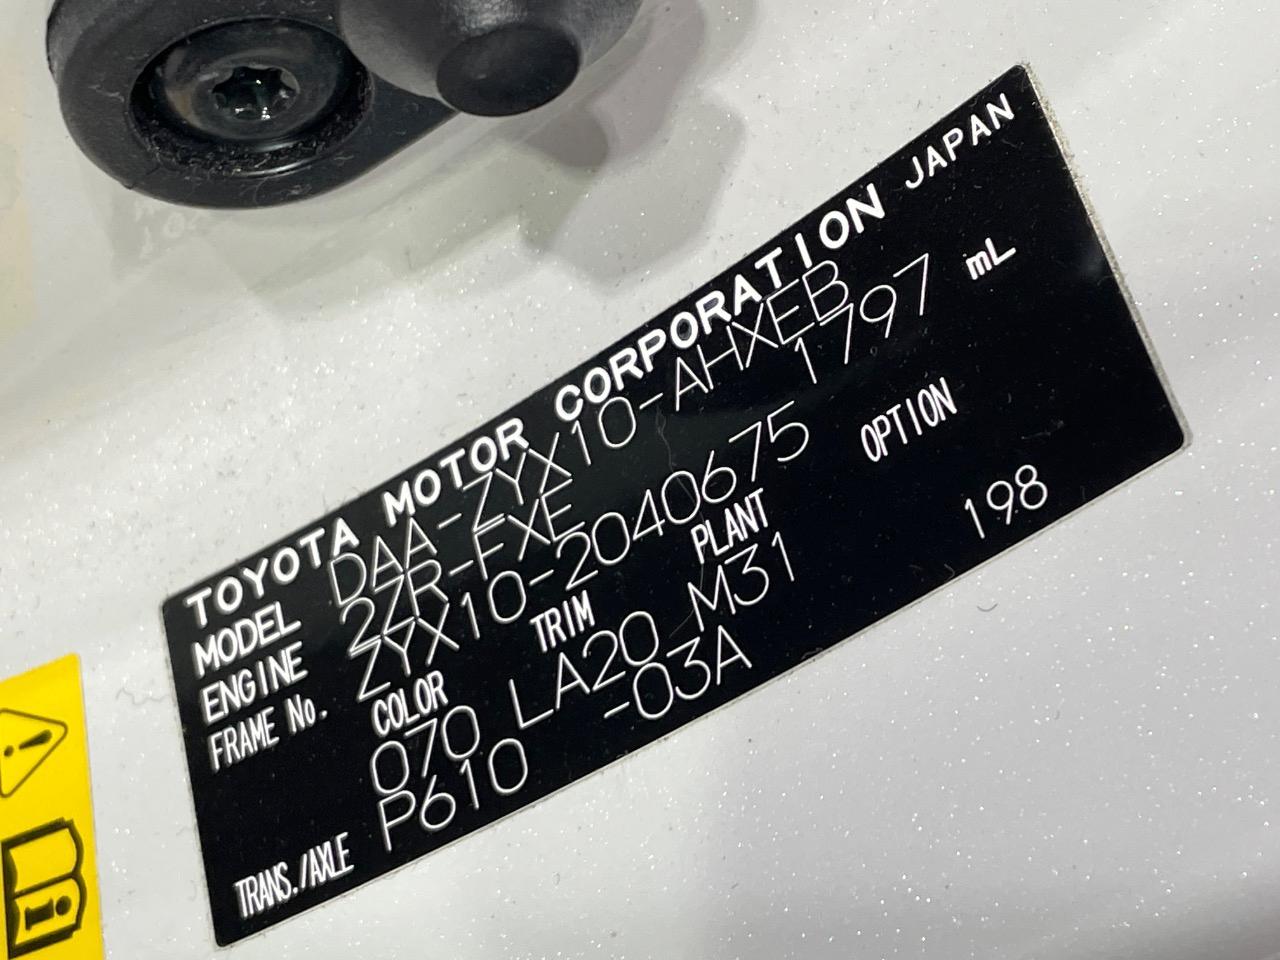 TOYOTA MOTOR CORPORATION JAPAN
MODEL DAA-ZYX10-AHXEB
ENGINE 2ZR-FXE 1797 mL
FRAME No. ZYX10-2040675
COLOR TRIM PLANT OPTION
070 LA20 M31 198
TRANS./AXLE P610 -03A